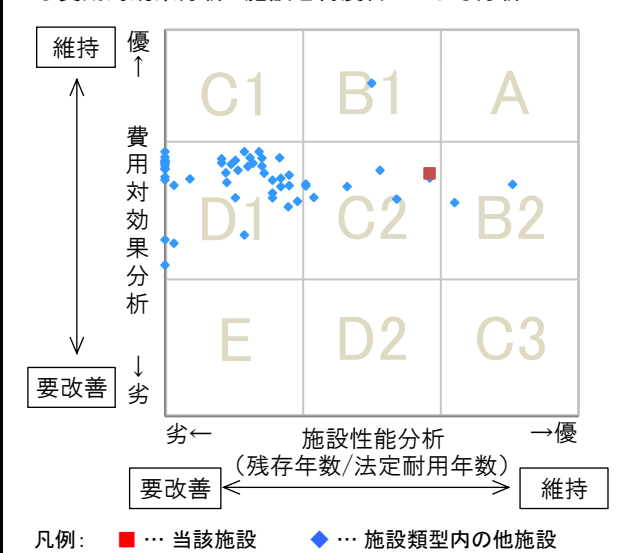 維持
優
↑
費用対効果分析
↓
劣
要改善
C1
B1
A
D1
C2
B2
E
D2
C3
劣←
施設性能分析
→優
(残存年数/法定耐用年数)
要改善
維持
凡例: ■ … 当該施設 ◆ … 施設類型内の他施設